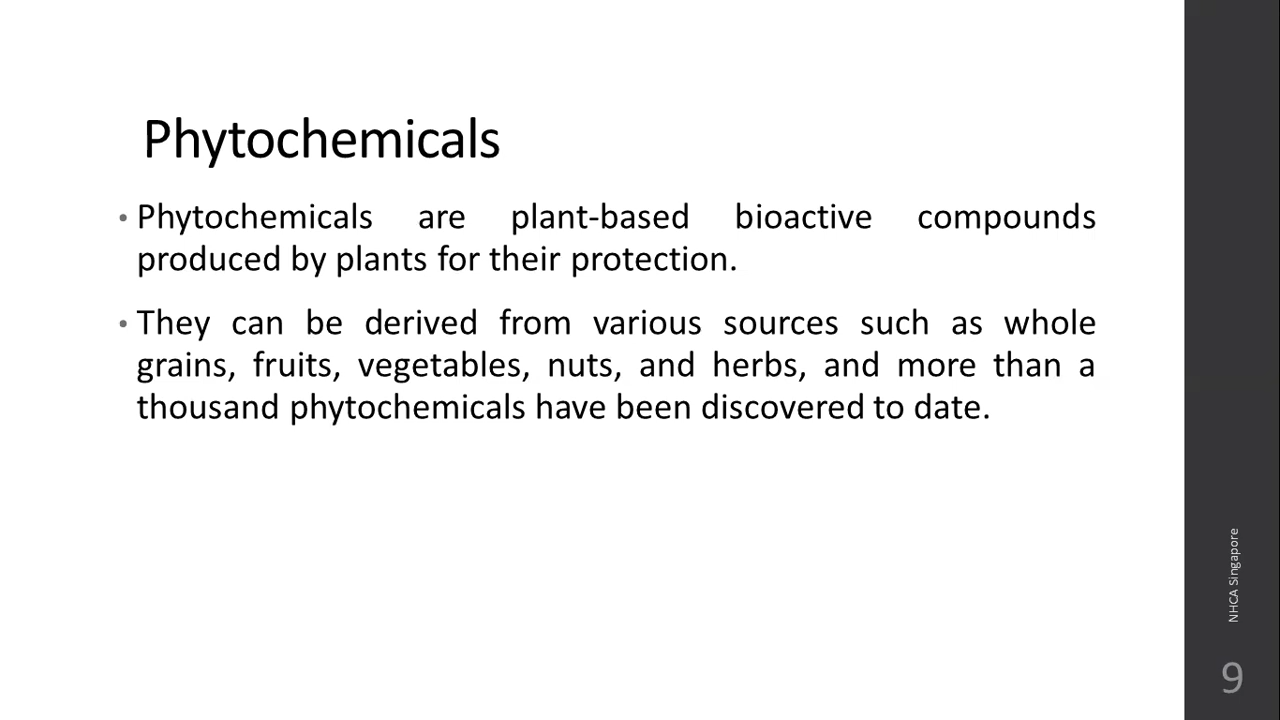 Phytochemicals
• Phytochemicals are plant-based bioactive compounds
produced by plants for their protection.
• They can be derived from various sources such as whole
grains, fruits, vegetables, nuts, and herbs, and more than a
thousand phytochemicals have been discovered to date.
NHCA Singapore
9